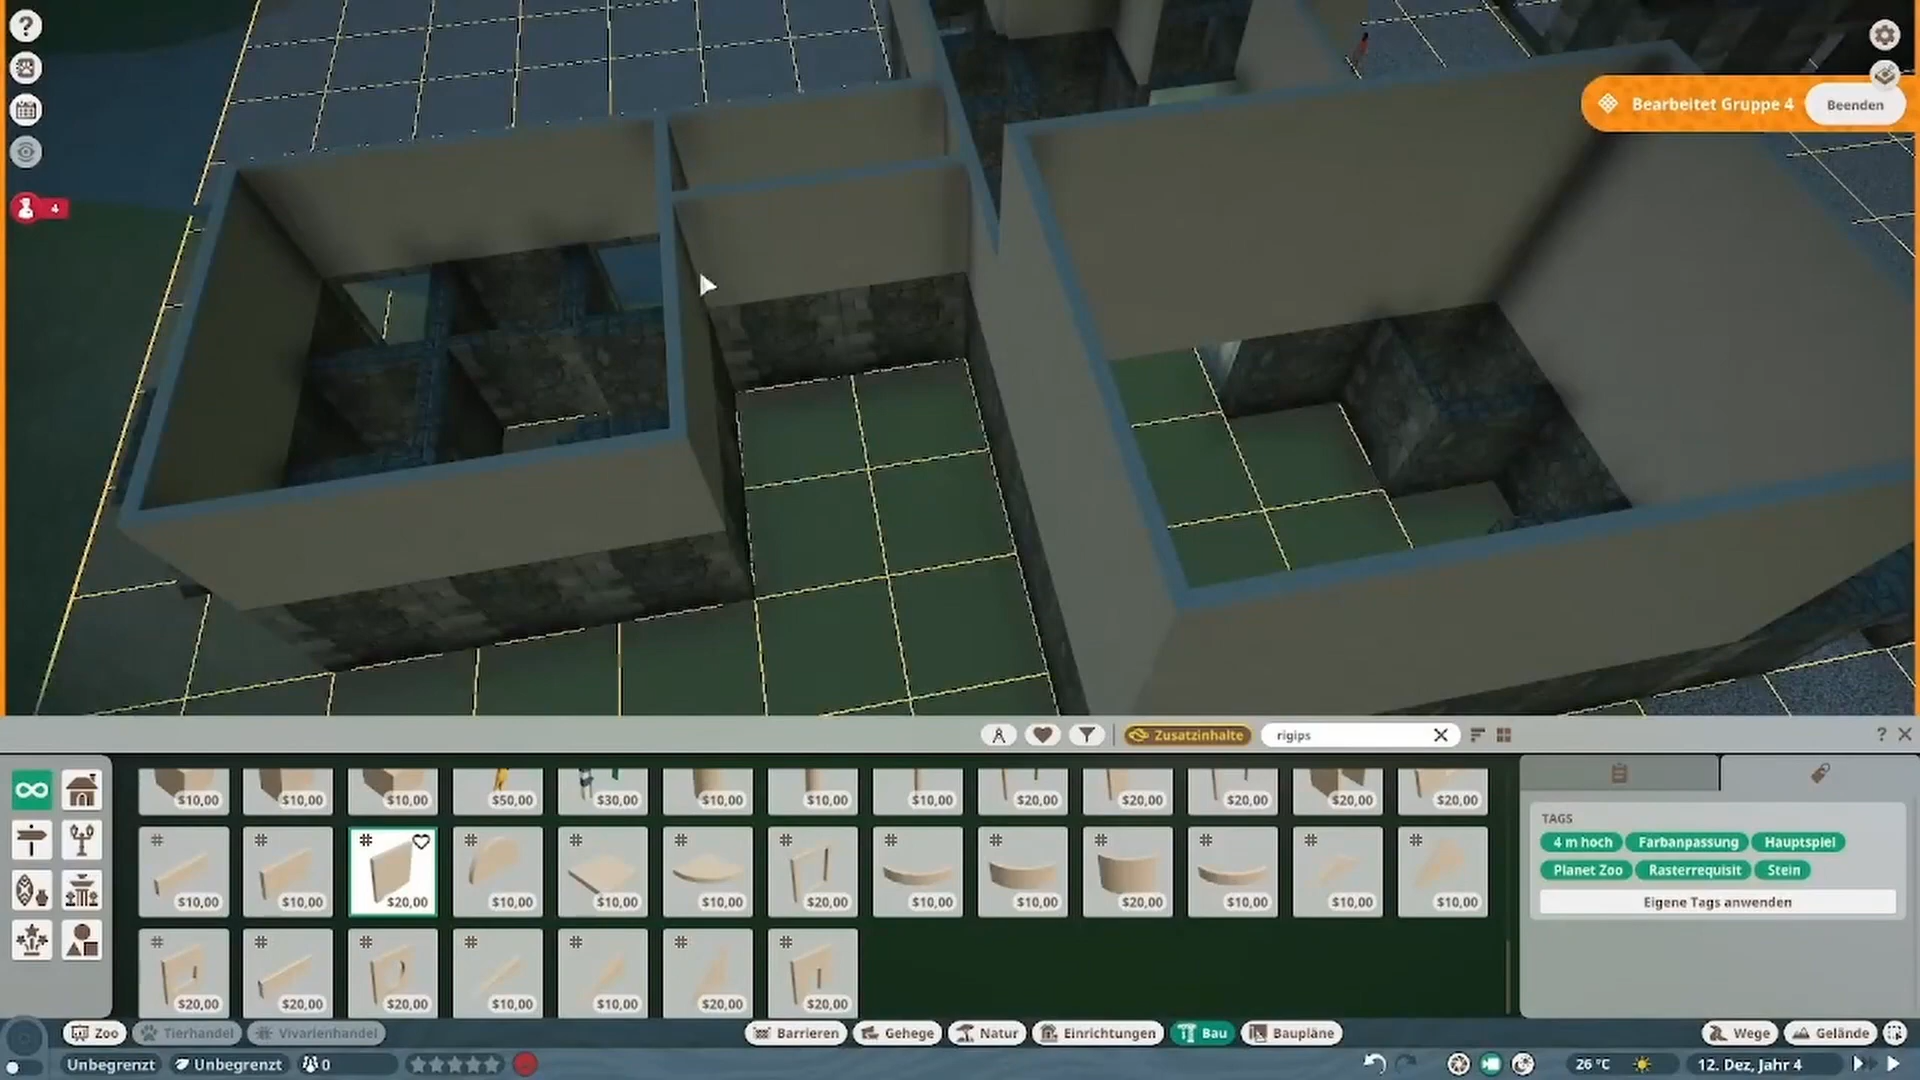 ?
4
Bearbeitet Gruppe 4
Beenden
Zusatzinhalte
rigips
?
$10,00 $10,00 $10,00 $50,00 $30,00 $10,00 $10,00 $10,00 $20,00 $20,00 $20,00 $20,00 $20,00
$10,00 $10,00 $20,00 $10,00 $10,00 $10,00 $20,00 $10,00 $10,00 $20,00 $10,00 $10,00 $10,00
$20,00 $20,00 $20,00 $10,00 $10,00 $20,00 $20,00
TAGS
4 m hoch Farbanpassung Hauptspiel
Planet Zoo Rasterrequisit Stein
Eigene Tags anwenden
Zoo Tierhandel Vivarienhandel Barrieren Gehege Natur Einrichtungen Bau Baupläne Wege Gelände
Unbegrenzt Unbegrenzt 0 26 °C 12. Dez, Jahr 4